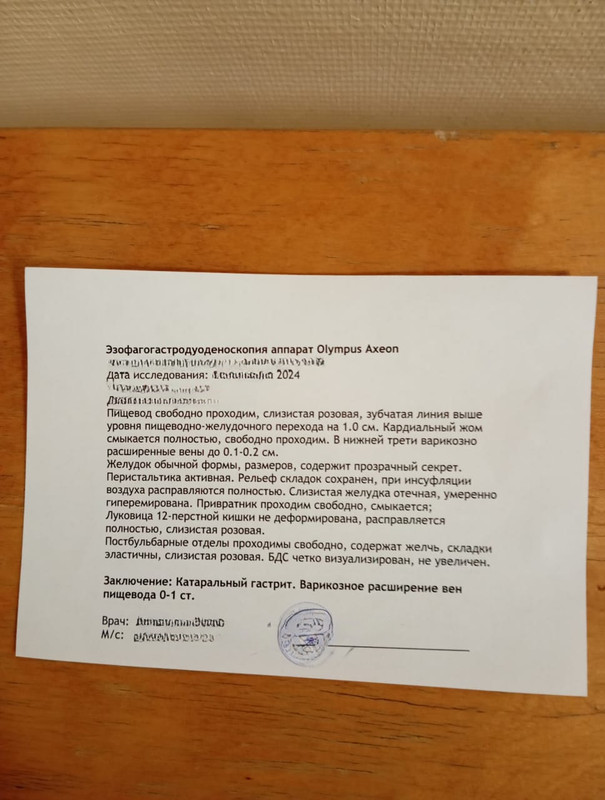 Эзофагогастродуоденоскопия аппарат Olympus Axeon
Дата исследования: 2024
Пищевод свободно проходим, слизистая розовая, зубчатая линия выше
уровня пищеводно-желудочного перехода на 1.0 см. Кардиальный жом
смыкается полностью, свободно проходим. В нижней трети варикозно
расширенные вены до 0.1-0.2 см.
Желудок обычной формы, размеров, содержит прозрачный секрет.
Перистальтика активная. Рельеф складок сохранен, при инсуфляции
воздуха расправляются полностью. Слизистая желудка отечная, умеренно
гиперемирована. Привратник проходим свободно, смыкается;
Луковица 12-перстной кишки не деформирована, расправляется
полностью, слизистая розовая.
Постбульбарные отделы проходимы свободно, содержат желчь, складки
эластичны, слизистая розовая. БДС четко визуализирован, не увеличен.
Заключение: Катаральный гастрит. Варикозное расширение вен
пищевода 0-1 ст.
Врач:
М/с: